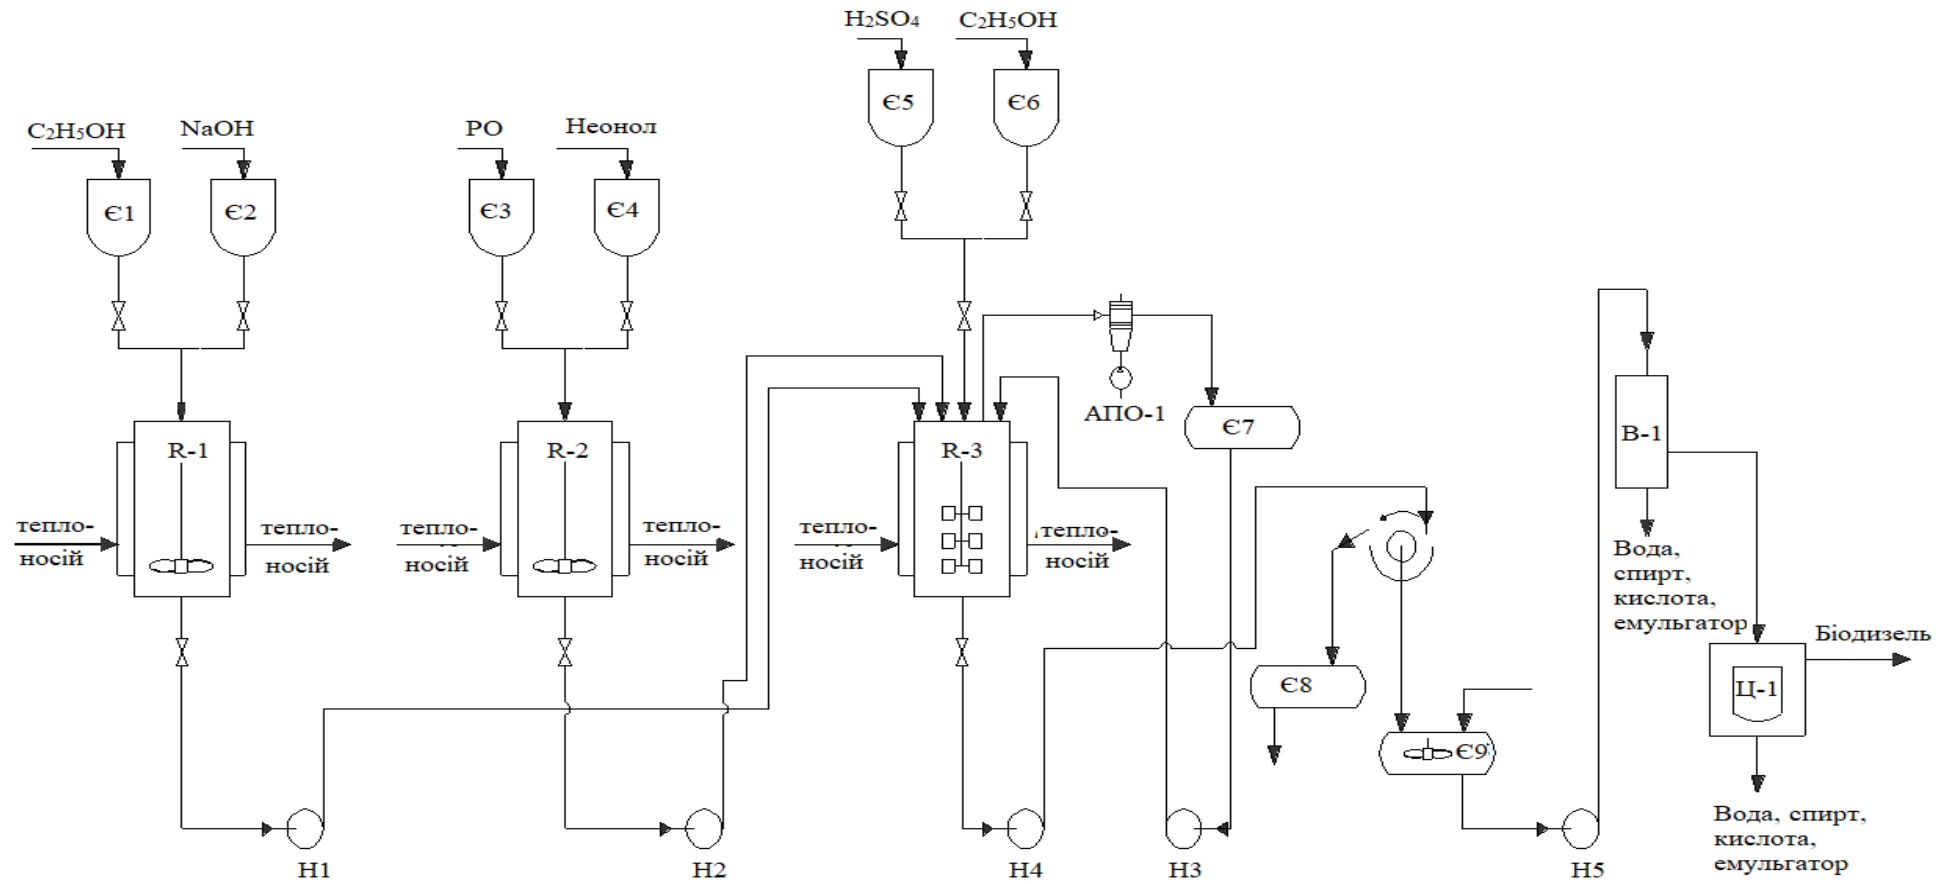 H₂SO₄
C₂H₅OH
Є5
Є6
C₂H₅OH
NaOH
РО
Неонол
Є1
Є2
Є3
Є4
АПО-1
Є7
R-1
R-2
R-3
В-1
тепло-
носій
тепло-
носій
тепло-
носій
тепло-
носій
тепло-
носій
тепло-
носій
Вода,
спирт,
кислота,
емульгатор
Біодизель
Є8
Ц-1
Є9
Вода, спирт,
кислота,
емульгатор
Н1
Н2
Н4
Н3
Н5